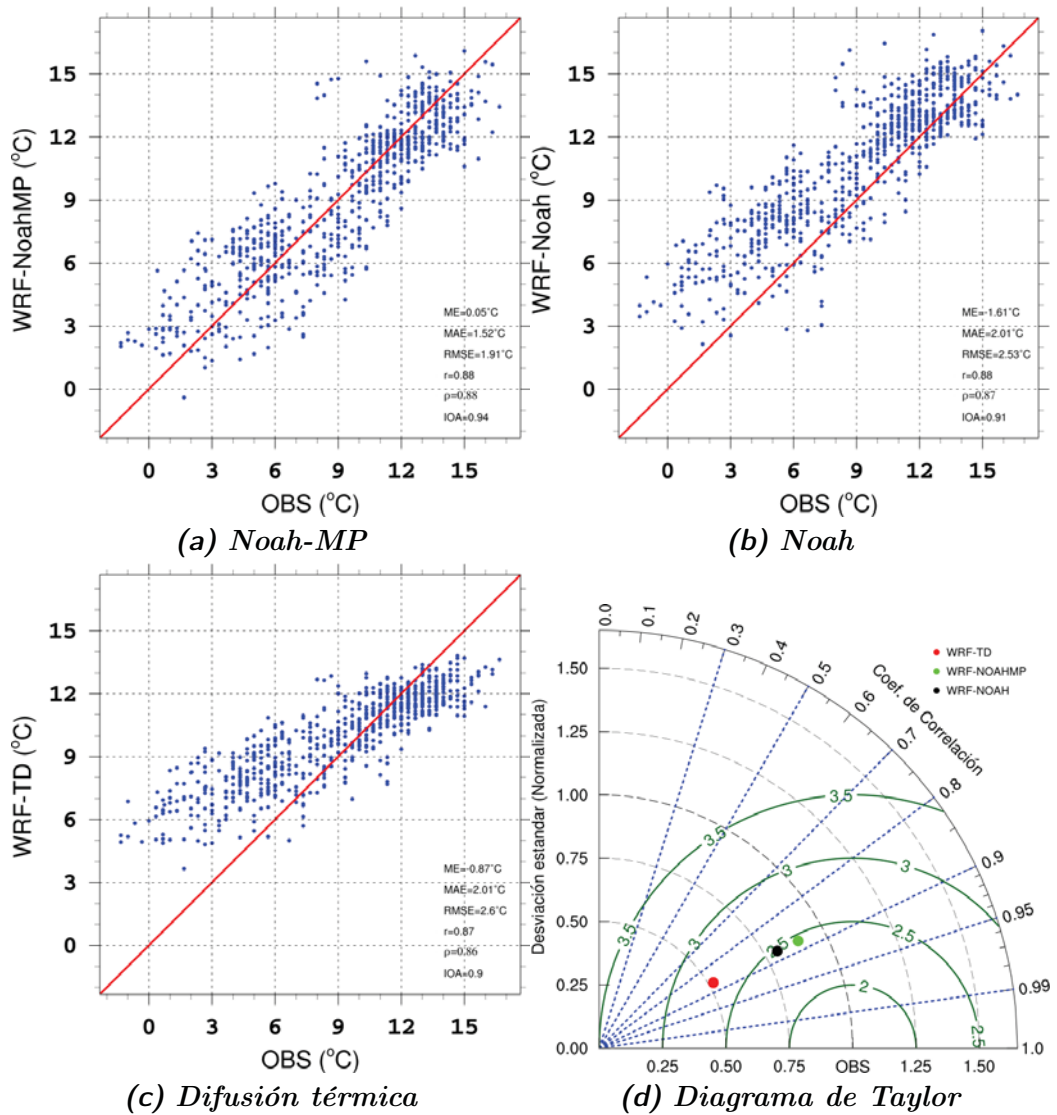 WRF-NoahMP (°C)
15
12
9
6
3
0
ME=0.05°C
MAE=1.52°C
RMSE=1.91°C
r=0.88
ρ=0.88
IOA=0.94
0 3 6 9 12 15
OBS (°C)
(a) Noah-MP
WRF-Noah (°C)
15
12
9
6
3
0
ME=-1.61°C
MAE=2.01°C
RMSE=2.53°C
r=0.88
ρ=0.87
IOA=0.91
0 3 6 9 12 15
OBS (°C)
(b) Noah
WRF-TD (°C)
15
12
9
6
3
0
ME=-0.87°C
MAE=2.01°C
RMSE=2.6°C
r=0.87
ρ=0.86
IOA=0.9
0 3 6 9 12 15
OBS (°C)
(c) Difusión térmica
Desviación estandar (Normalizada)
1.50
1.25
1.00
0.75
0.50
0.25
0.00
0.0 0.1 0.2 0.3 0.4 0.5 0.6 0.7 0.8 0.9 0.95 0.99 1.0
Coef. de Correlación
WRF-TD
WRF-NOAHMP
WRF-NOAH
3.5
3.5
3.5
3
3
3
2.5
2.5
2.5
2
0.25 0.50 0.75 OBS 1.25 1.50
(d) Diagrama de Taylor